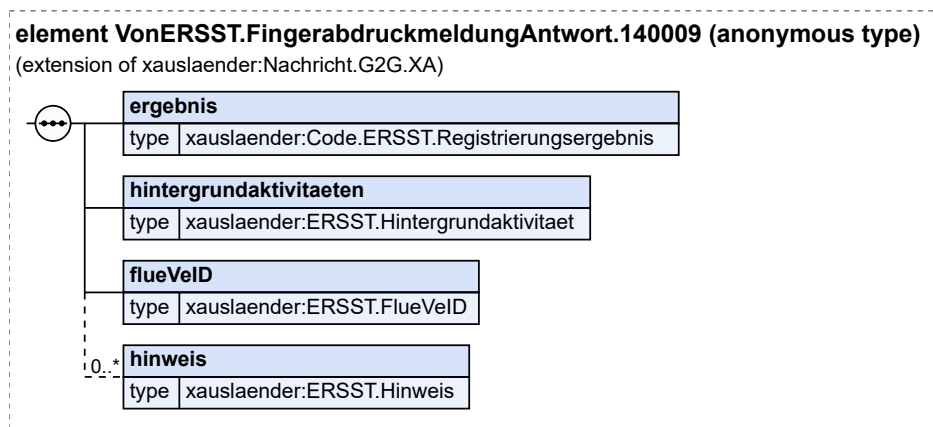 element VonERSST.FingerabdruckmeldungAntwort.140009 (anonymous type)
(extension of xauslaender:Nachricht.G2G.XA)
ergebnis
type xauslaender:Code.ERSST.Registrierungsergebnis
hintergrundaktivitaeten
type xauslaender:ERSST.Hintergrundaktivitaet
flueVeID
type xauslaender:ERSST.FlueVeID
0..* hinweis
type xauslaender:ERSST.Hinweis